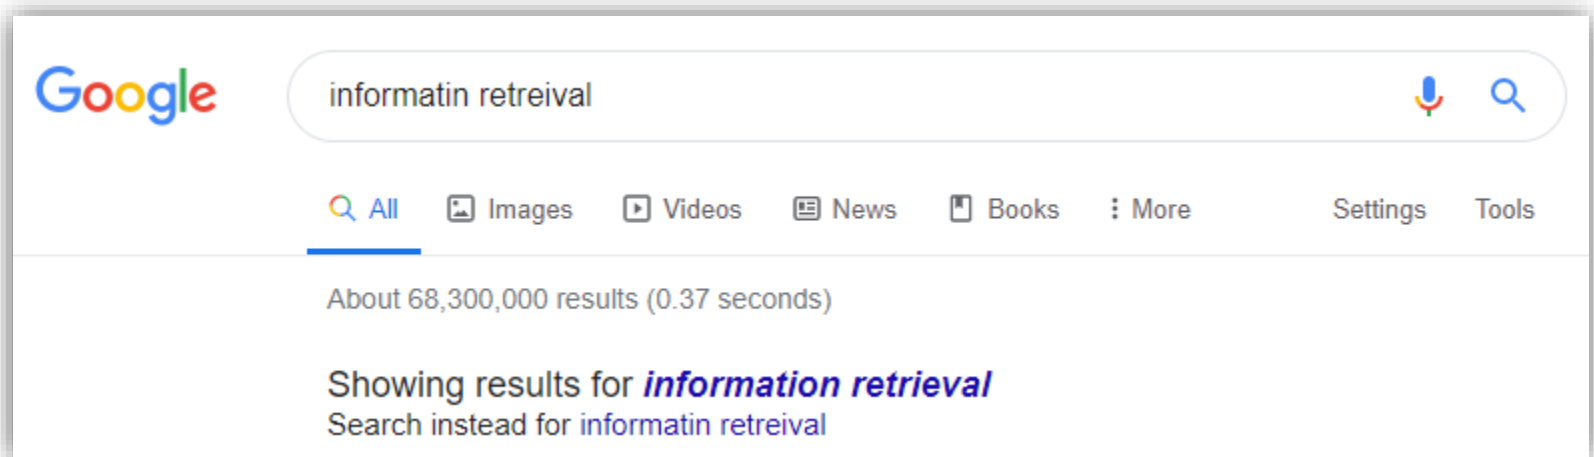 Google informatin retreival
All Images Videos News Books More Settings Tools
About 68,300,000 results (0.37 seconds)
Showing results for information retrieval
Search instead for informatin retreival